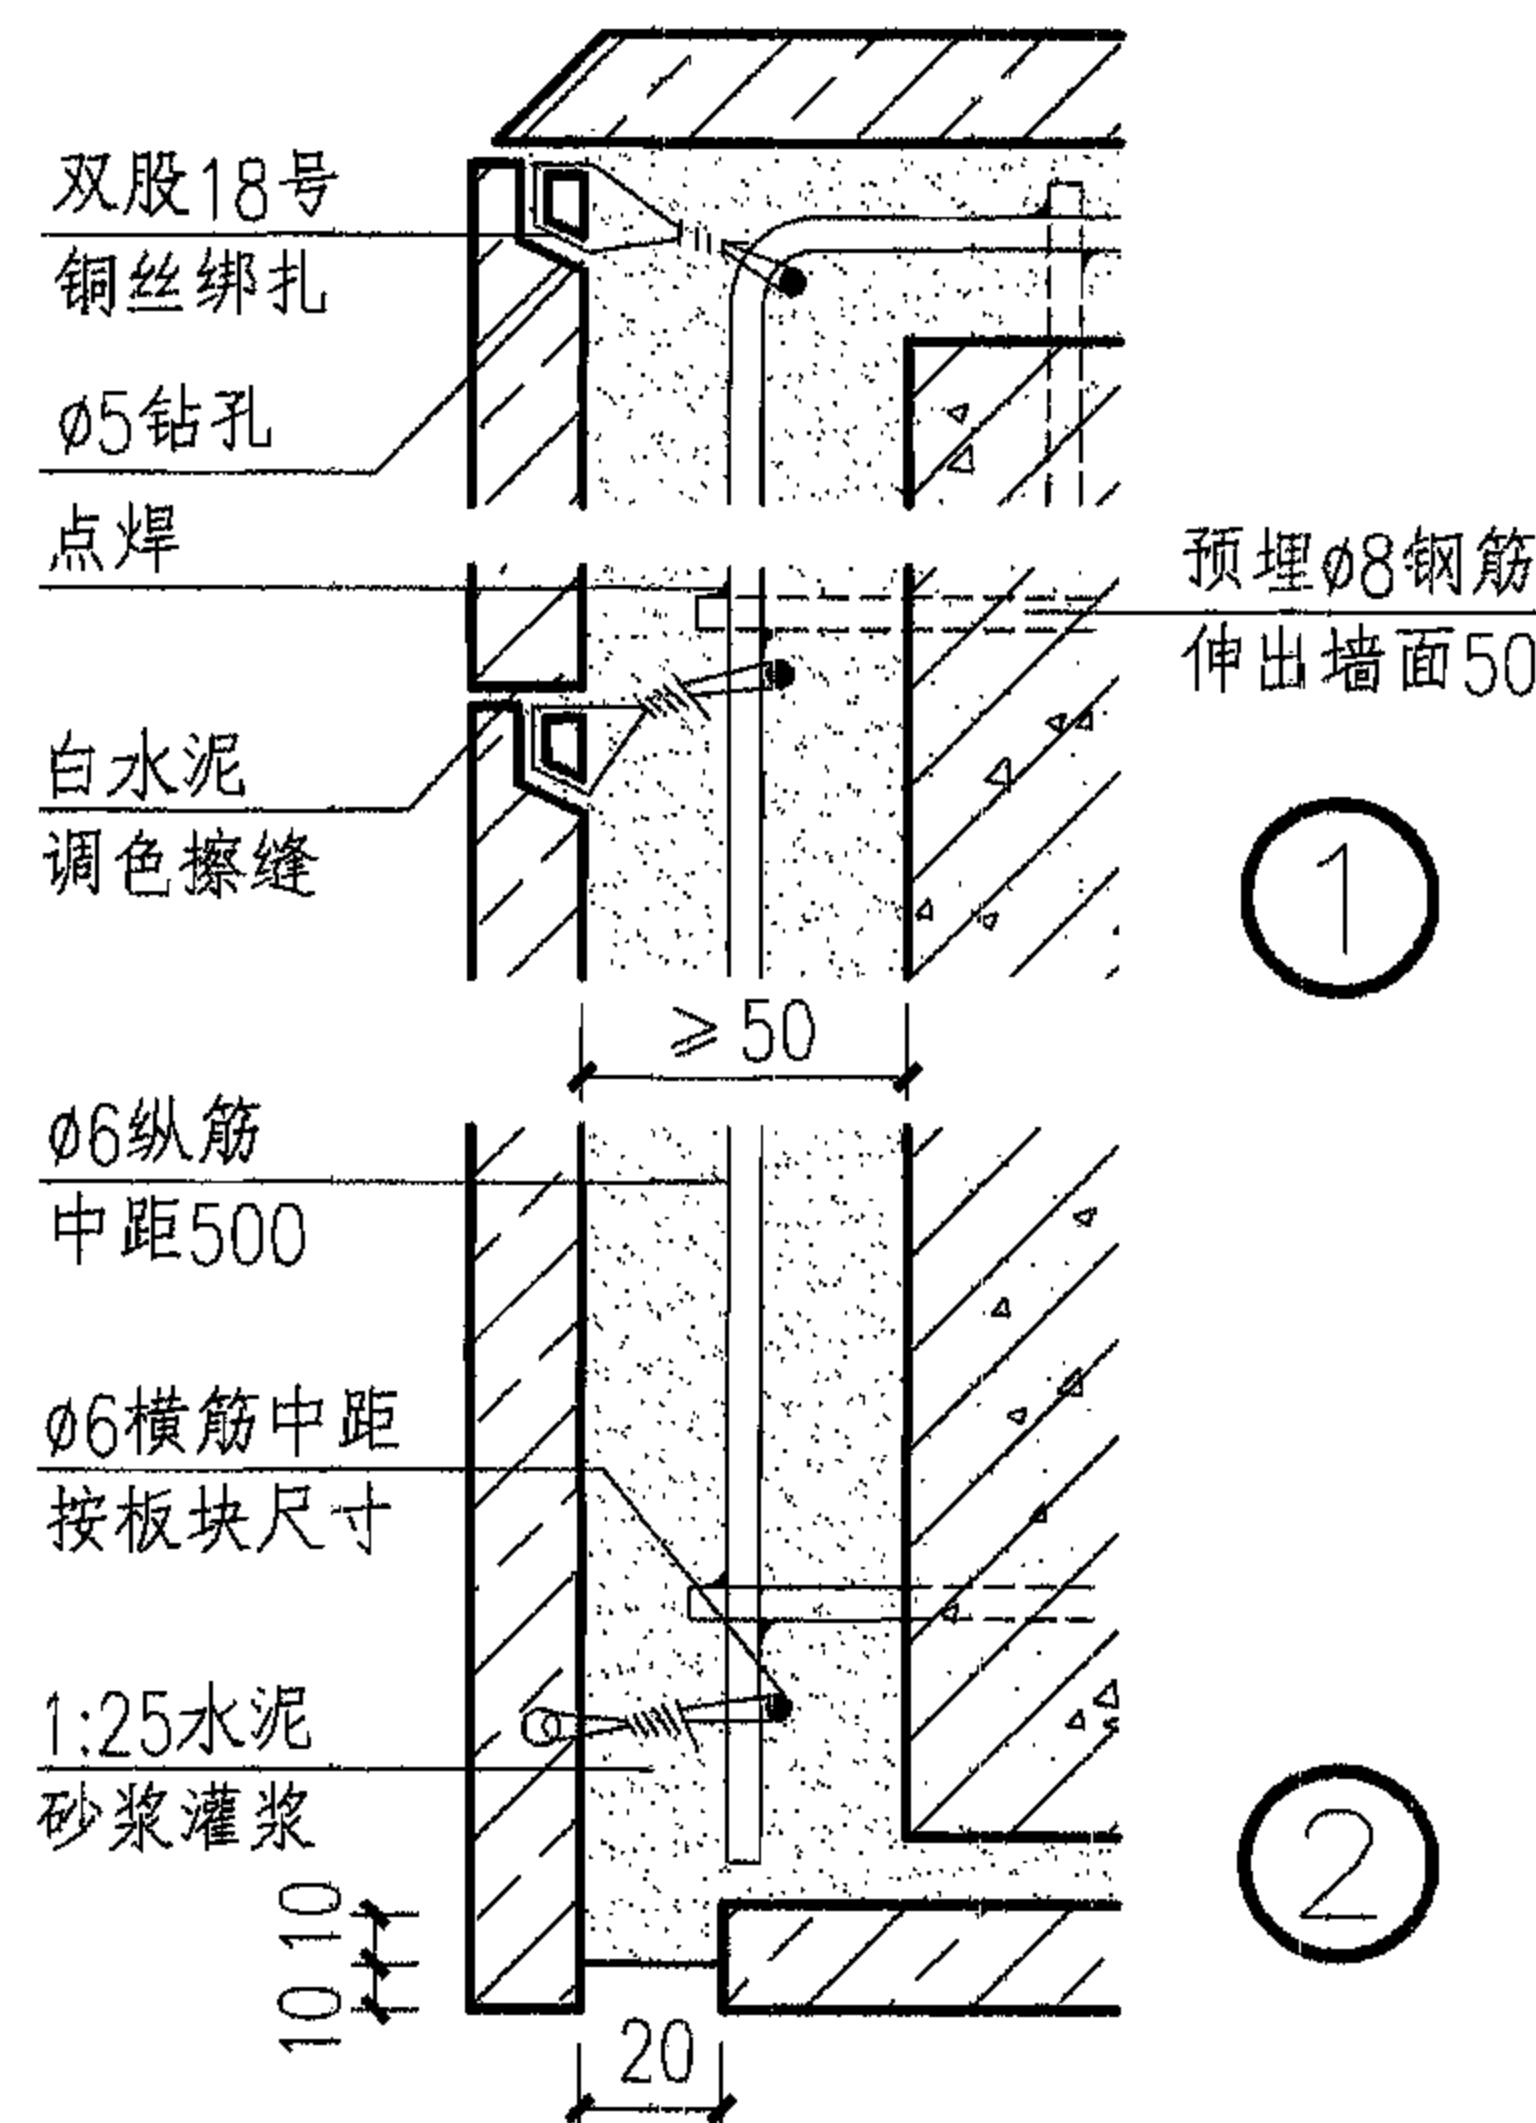 双股18号
铜丝绑扎
ø5钻孔
点焊
预埋ø8钢筋
伸出墙面50
白水泥
调色擦缝
1
≥50
ø6纵筋
中距500
ø6横筋中距
按板块尺寸
1:25水泥
砂浆灌浆
2
10
10
20